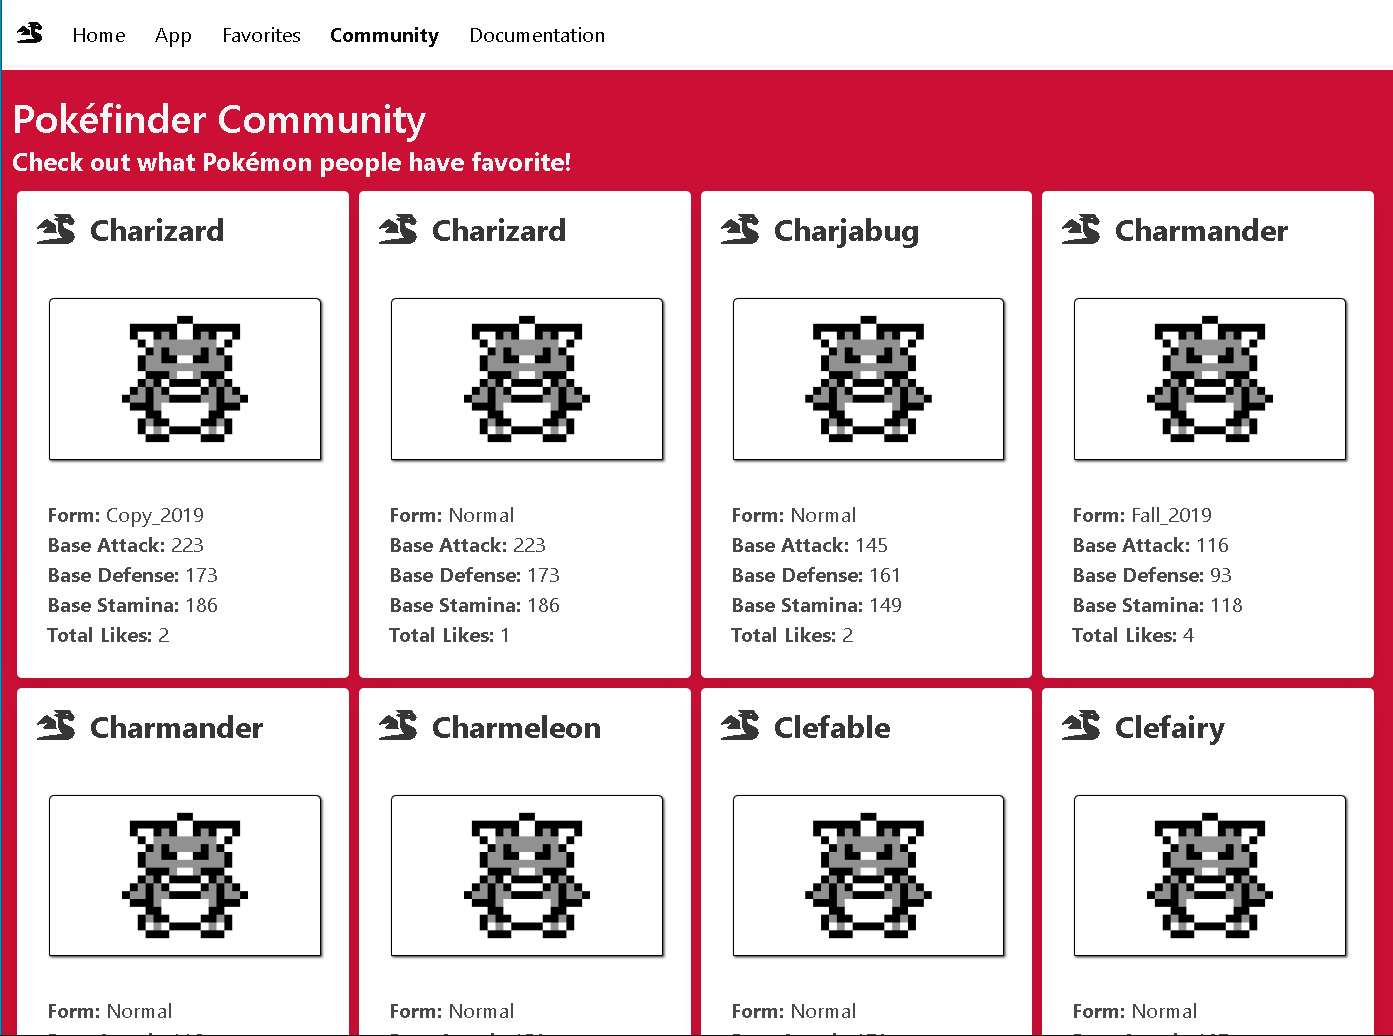 Home App Favorites Community Documentation
Pokéfinder Community
Check out what Pokémon people have favorite!
Charizard
Form: Copy_2019
Base Attack: 223
Base Defense: 173
Base Stamina: 186
Total Likes: 2
Charizard
Form: Normal
Base Attack: 223
Base Defense: 173
Base Stamina: 186
Total Likes: 1
Charjabug
Form: Normal
Base Attack: 145
Base Defense: 161
Base Stamina: 149
Total Likes: 2
Charmander
Form: Fall_2019
Base Attack: 116
Base Defense: 93
Base Stamina: 118
Total Likes: 4
Charmander
Form: Normal
Charmeleon
Form: Normal
Clefable
Form: Normal
Clefairy
Form: Normal